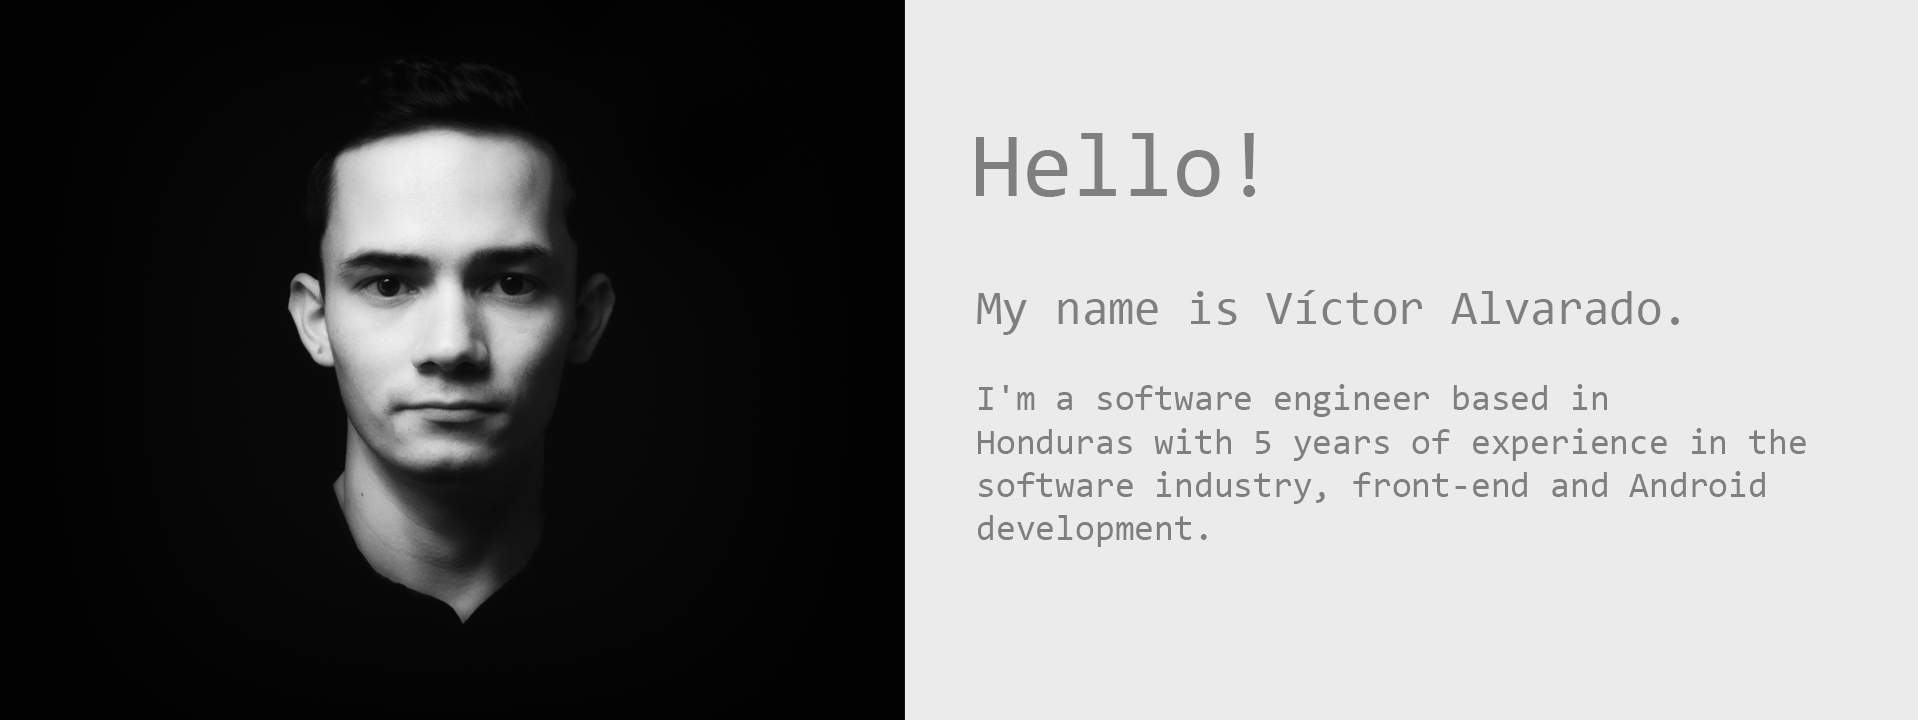 Hello!
My name is Víctor Alvarado.
I'm a software engineer based in
Honduras with 5 years of experience in the
software industry, front-end and Android
development.